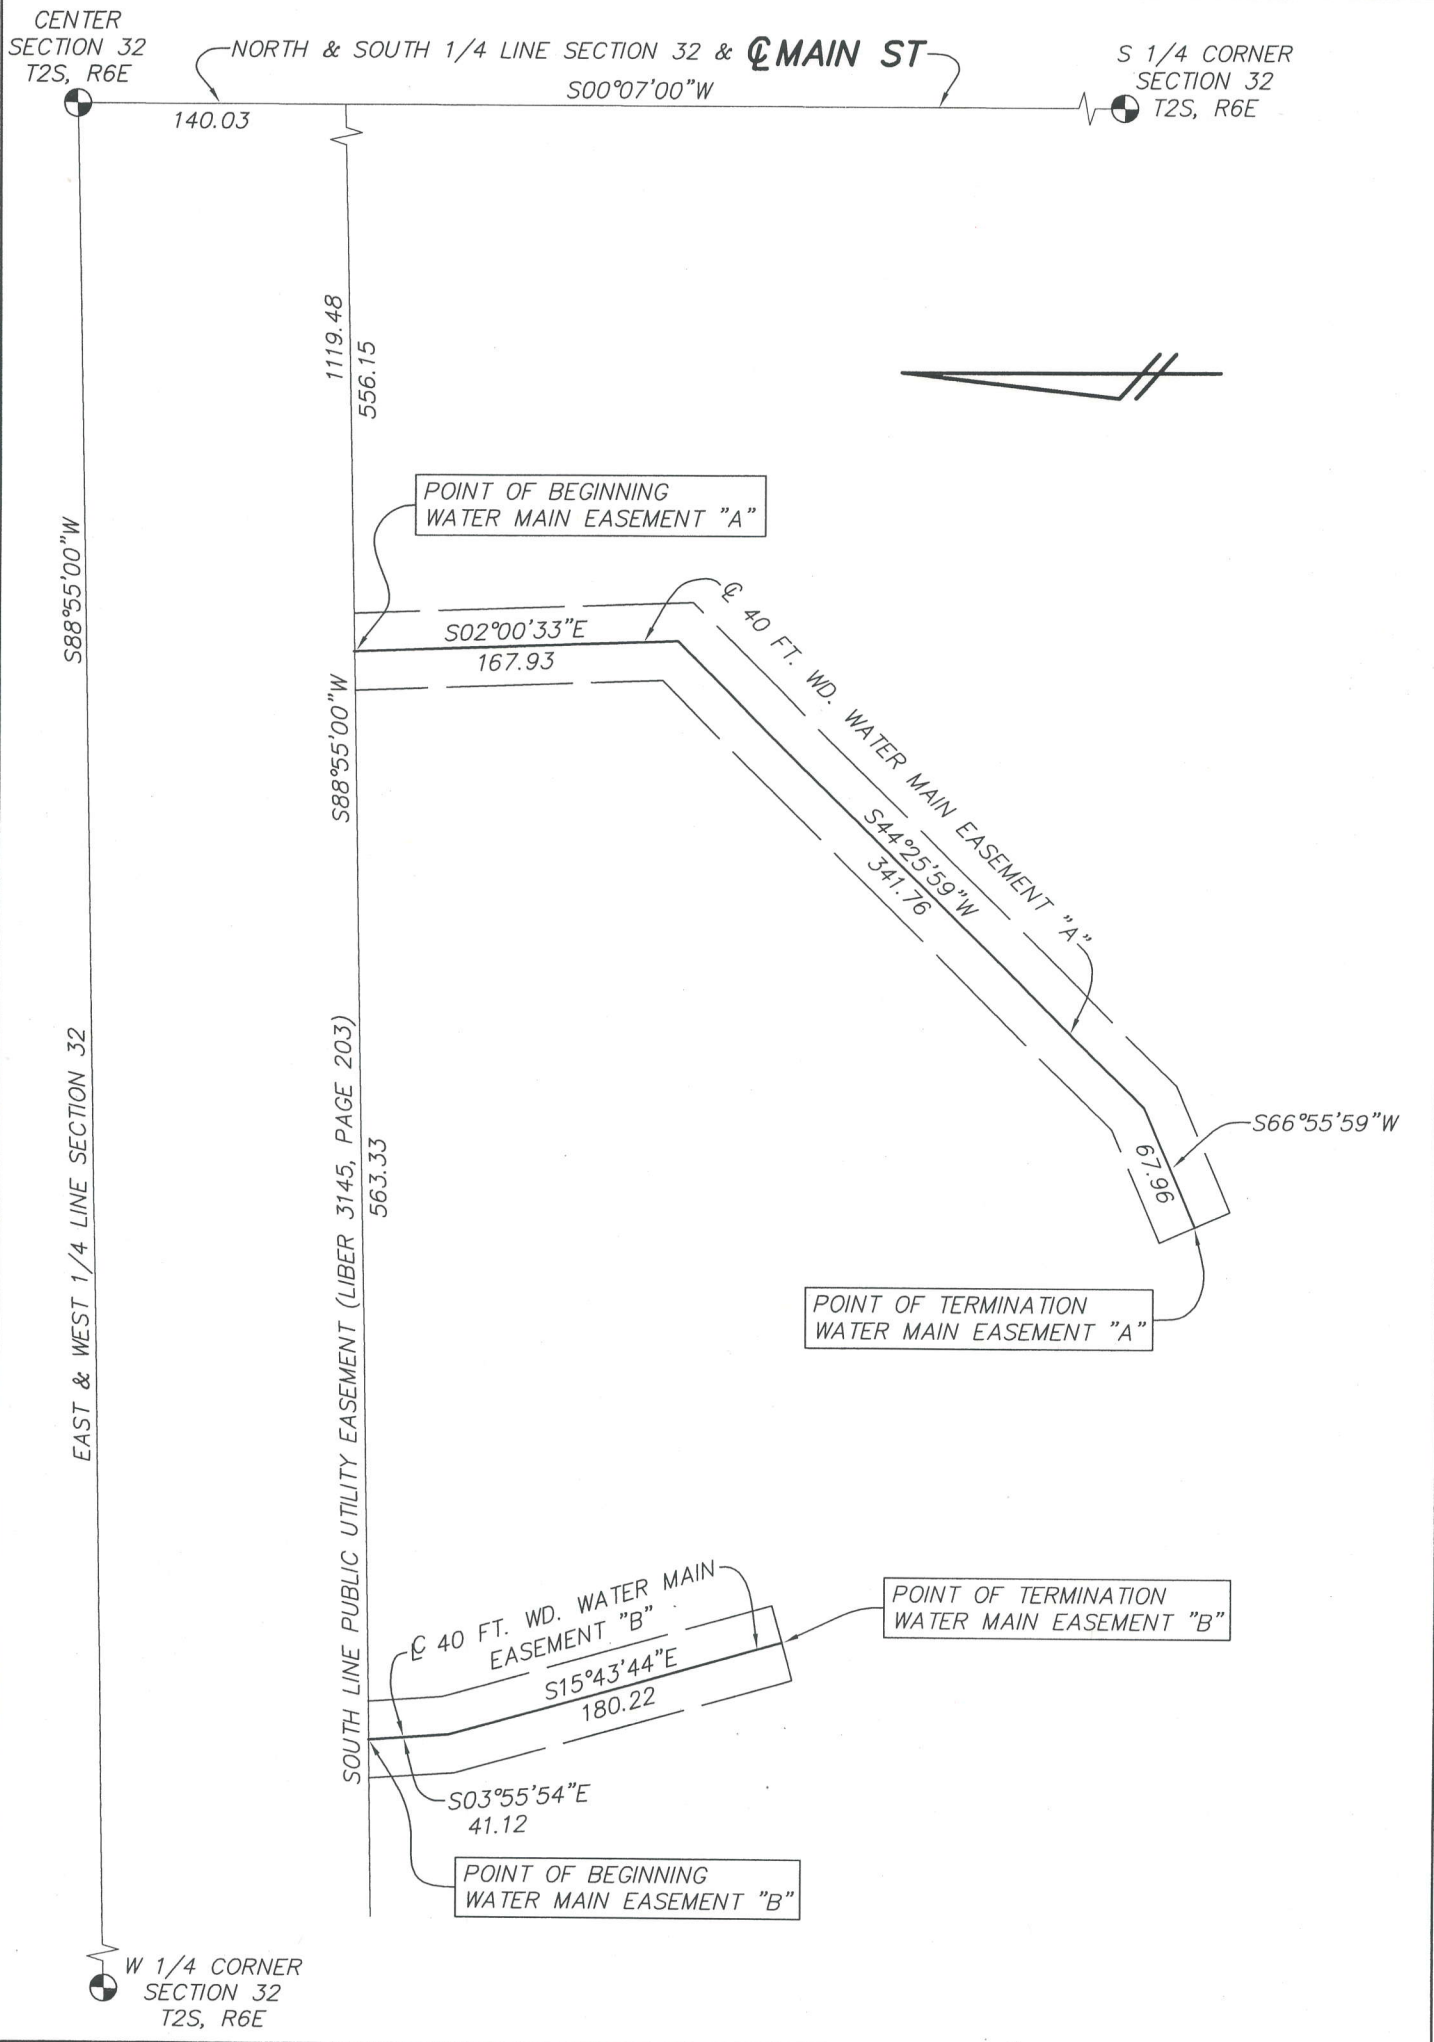 CENTER
SECTION 32
T2S, R6E
NORTH & SOUTH 1/4 LINE SECTION 32 & ℄ MAIN ST
S00°07'00"W
S 1/4 CORNER
SECTION 32
T2S, R6E
140.03
1119.48
556.15
POINT OF BEGINNING
WATER MAIN EASEMENT "A"
S88°55'00"W
S02°00'33"E
167.93
℄ 40 FT. WD. WATER MAIN EASEMENT "A"
S88°55'00"W
S44°25'59"W
341.76
S66°55'59"W
67.96
EAST & WEST 1/4 LINE SECTION 32
SOUTH LINE PUBLIC UTILITY EASEMENT (LIBER 3145, PAGE 203)
563.33
POINT OF TERMINATION
WATER MAIN EASEMENT "A"
℄ 40 FT. WD. WATER MAIN
EASEMENT "B"
S15°43'44"E
180.22
POINT OF TERMINATION
WATER MAIN EASEMENT "B"
S03°55'54"E
41.12
POINT OF BEGINNING
WATER MAIN EASEMENT "B"
W 1/4 CORNER
SECTION 32
T2S, R6E